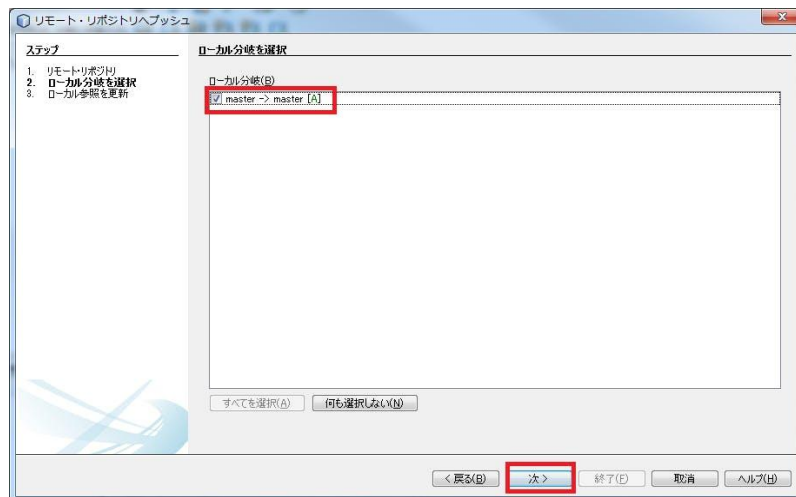 リモート・リポジトリへプッシュ
ステップ
1. リモート・リポジトリ
2. ローカル分岐を選択
3. ローカル参照を更新
ローカル分岐を選択
ローカル分岐(B)
master -> master [A]
すべてを選択(A) 何も選択しない(N)
< 戻る(B) 次 > 終了(F) 取消 ヘルプ(H)